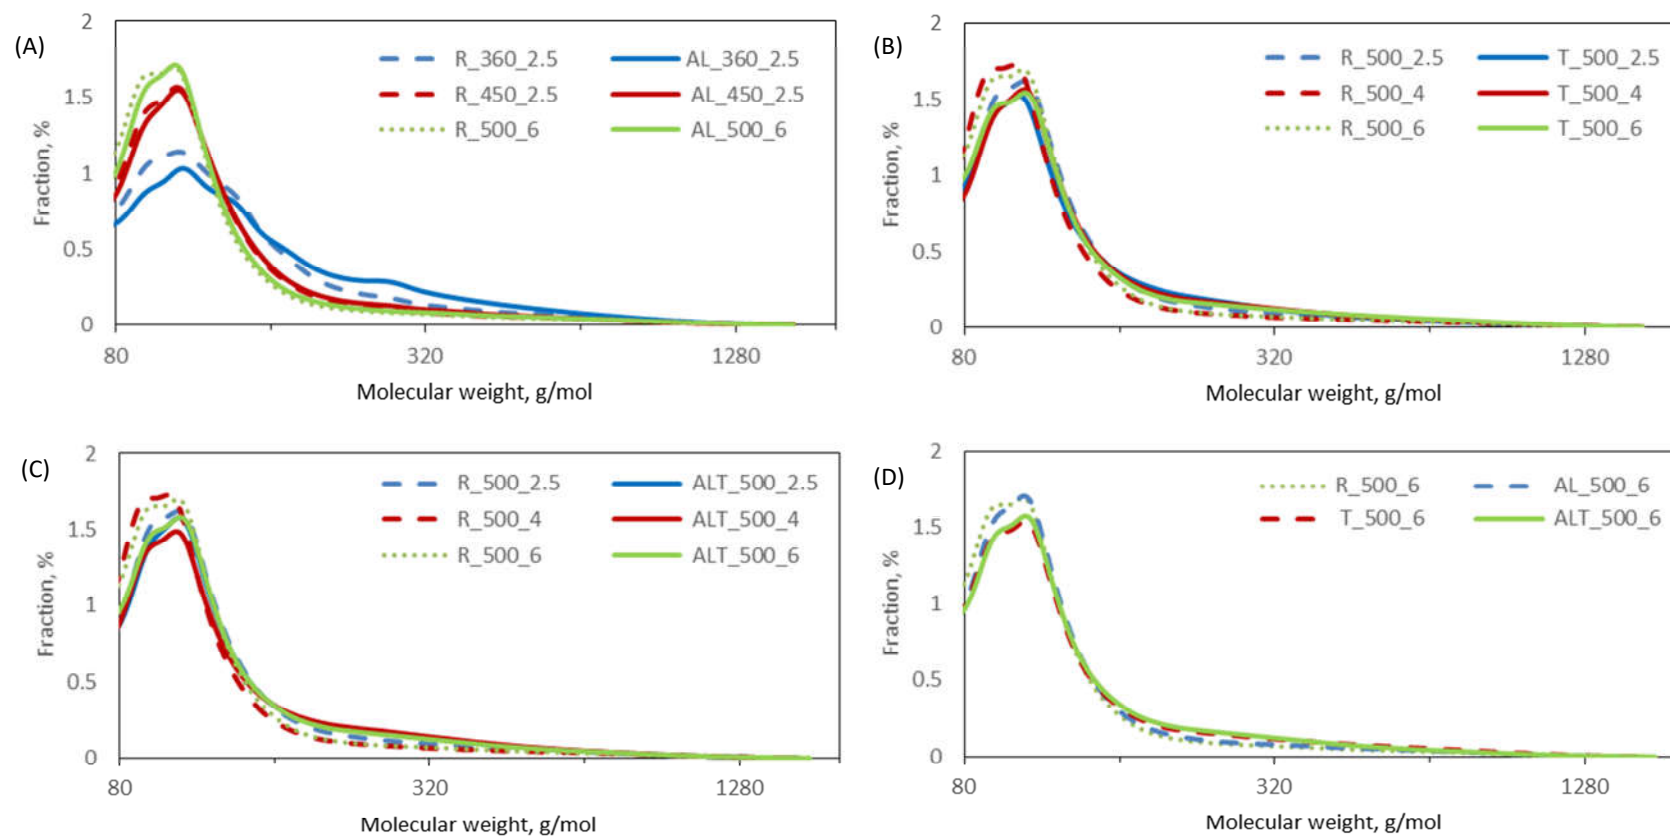 (A)
2
1.5
1
0.5
0
Fraction, %
R_360_2.5
AL_360_2.5
R_450_2.5
AL_450_2.5
R_500_6
AL_500_6
80
320
1280
Molecular weight, g/mol
(B)
2
1.5
1
0.5
0
Fraction, %
R_500_2.5
T_500_2.5
R_500_4
T_500_4
R_500_6
T_500_6
80
320
1280
Molecular weight, g/mol
(C)
2
1.5
1
0.5
0
Fraction, %
R_500_2.5
ALT_500_2.5
R_500_4
ALT_500_4
R_500_6
ALT_500_6
80
320
1280
Molecular weight, g/mol
(D)
2
1.5
1
0.5
0
Fraction, %
R_500_6
AL_500_6
T_500_6
ALT_500_6
80
320
1280
Molecular weight, g/mol